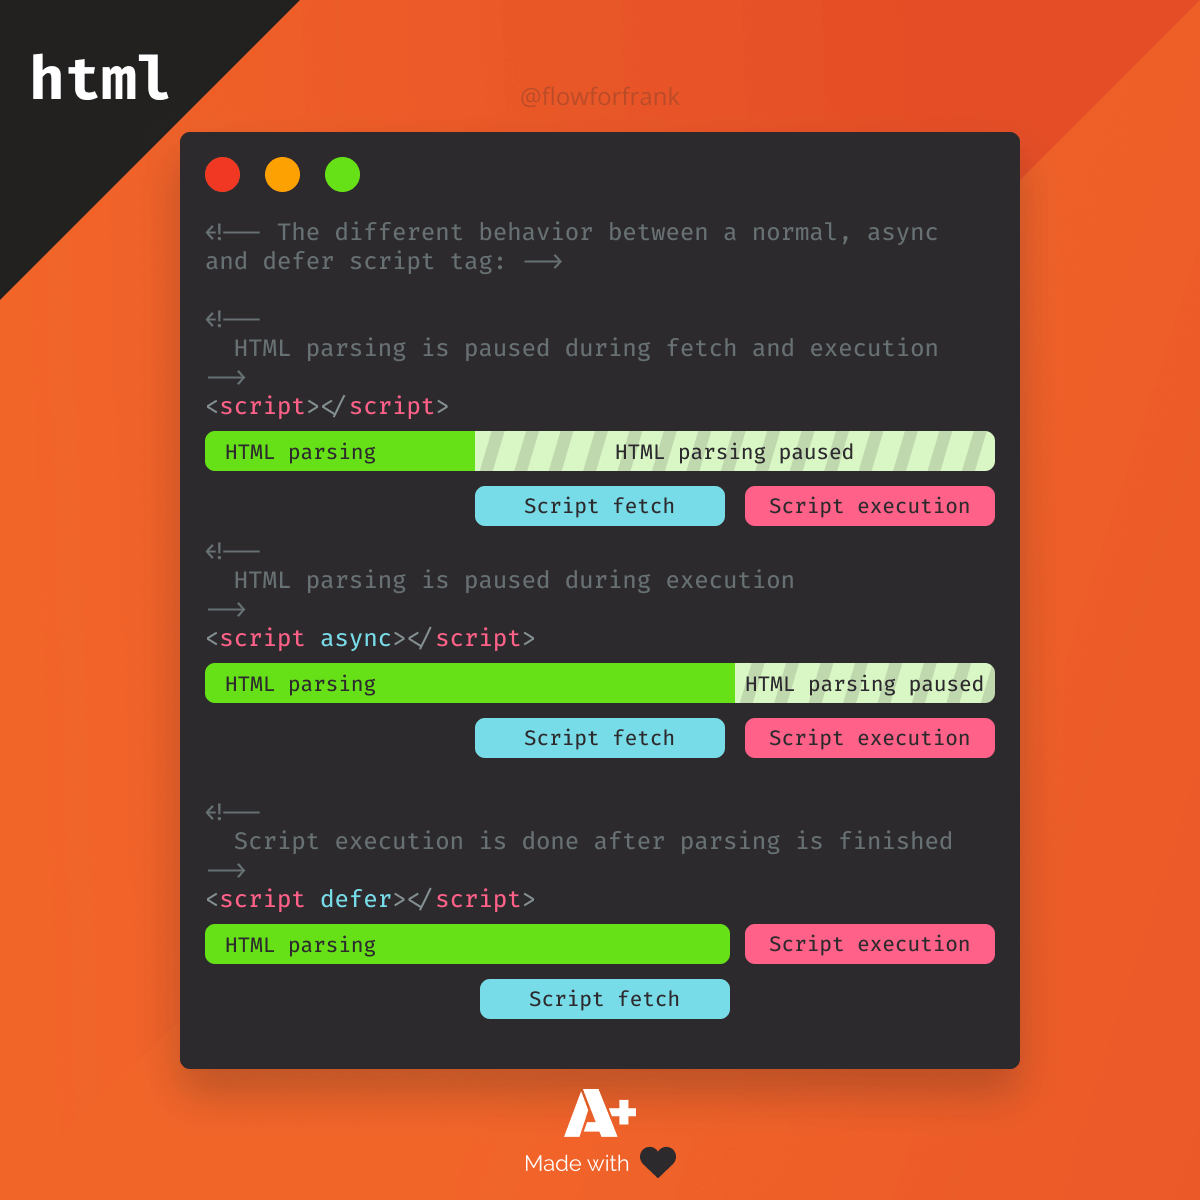 html
@flowforfrank
<!-- The different behavior between a normal, async
and defer script tag: -->
<!--
HTML parsing is paused during fetch and execution
-->
<script></script>
HTML parsing HTML parsing paused
Script fetch Script execution
<!--
HTML parsing is paused during execution
-->
<script async></script>
HTML parsing HTML parsing paused
Script fetch Script execution
<!--
Script execution is done after parsing is finished
-->
<script defer></script>
HTML parsing Script execution
Script fetch
A+
Made with